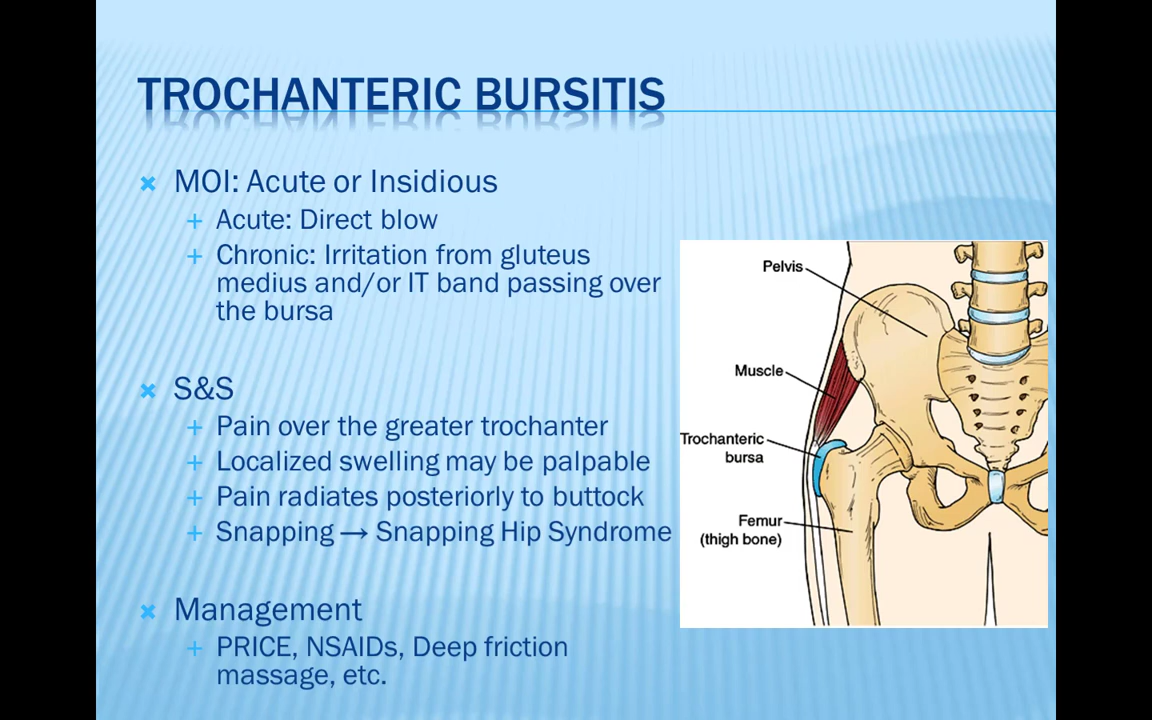 TROCHANTERIC BURSITIS
MOI: Acute or Insidious
Acute: Direct blow
Chronic: Irritation from gluteus
medius and/or IT band passing over
the bursa
S&S
Pain over the greater trochanter
Localized swelling may be palpable
Pain radiates posteriorly to buttock
Snapping → Snapping Hip Syndrome
Management
PRICE, NSAIDs, Deep friction
massage, etc.
Pelvis
Muscle
Trochanteric
bursa
Femur
(thigh bone)